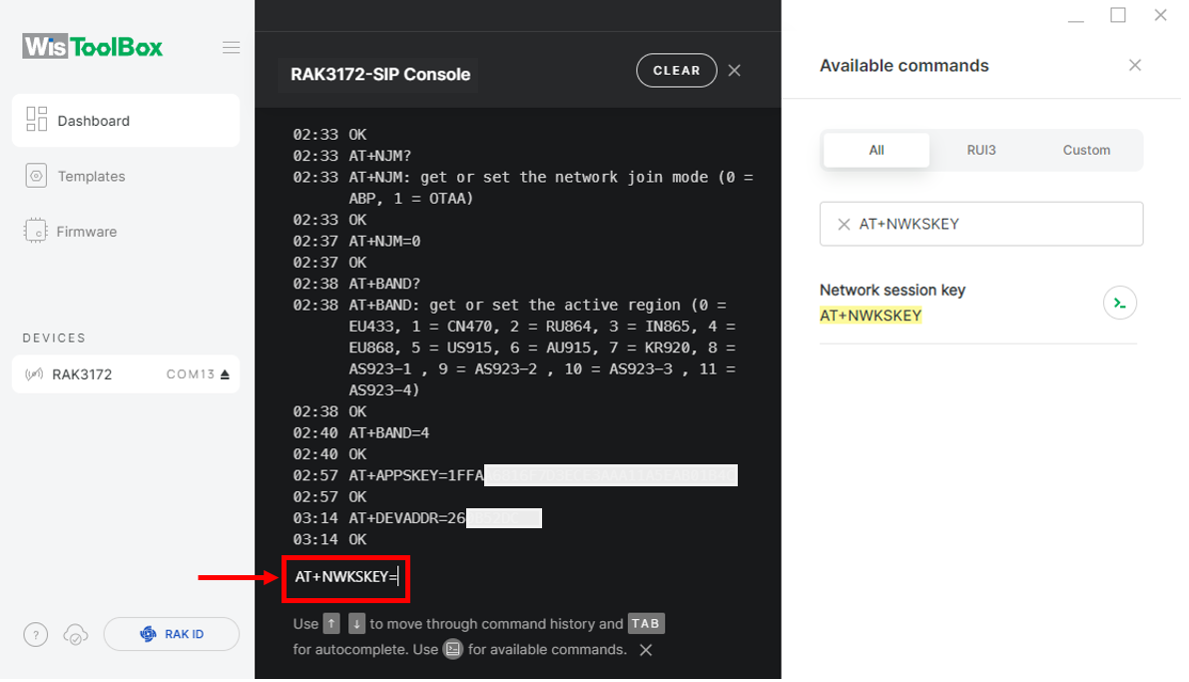 WisToolBox
Dashboard
Templates
Firmware
DEVICES
RAK3172 COM13
?
RAK ID
RAK3172-SIP Console
CLEAR
02:33 OK
02:33 AT+NJM?
02:33 AT+NJM: get or set the network join mode (0 =
ABP, 1 = OTAA)
02:33 OK
02:37 AT+NJM=0
02:37 OK
02:38 AT+BAND?
02:38 AT+BAND: get or set the active region (0 =
EU433, 1 = CN470, 2 = RU864, 3 = IN865, 4 =
EU868, 5 = US915, 6 = AU915, 7 = KR920, 8 =
AS923-1 , 9 = AS923-2 , 10 = AS923-3 , 11 =
AS923-4)
02:38 OK
02:40 AT+BAND=4
02:40 OK
02:57 AT+APPSKEY=1FFA
02:57 OK
03:14 AT+DEVADDR=26
03:14 OK
AT+NWKSKEY=
Use ↑ ↓ to move through command history and TAB
for autocomplete. Use for available commands.
Available commands
All RUI3 Custom
AT+NWKSKEY
Network session key
AT+NWKSKEY